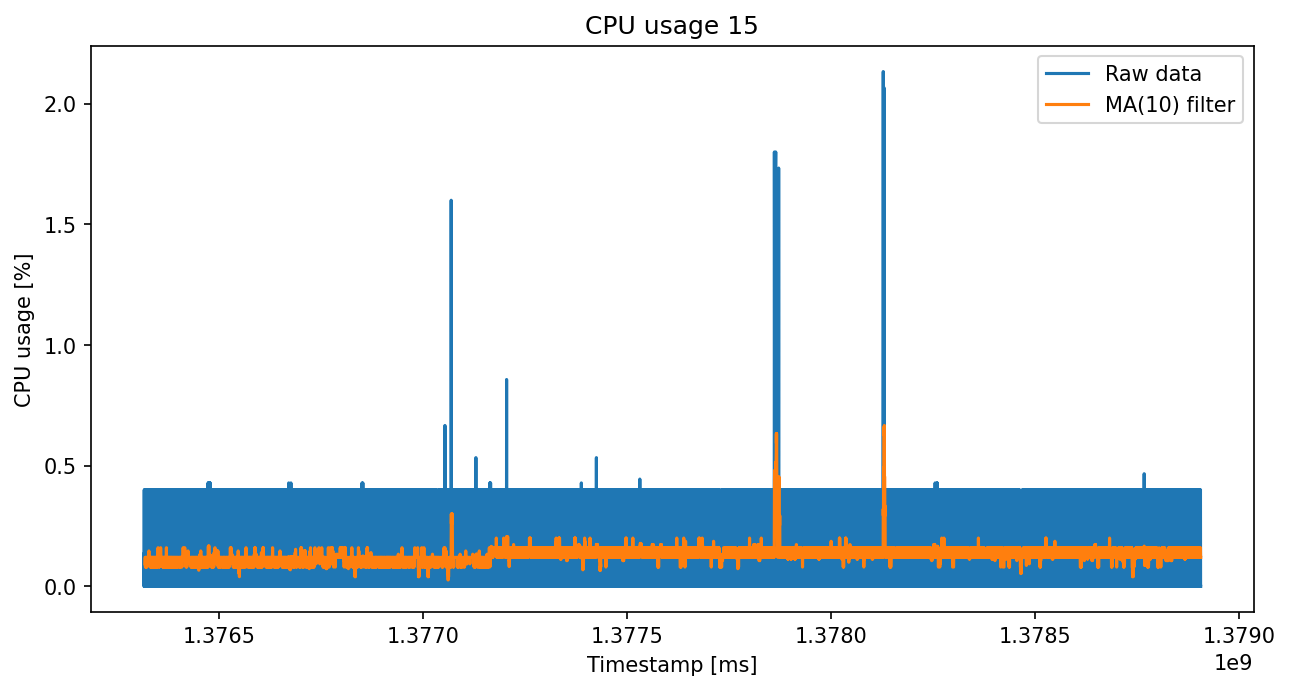 CPU usage 15
Raw data
MA(10) filter
CPU usage [%]
2.0
1.5
1.0
0.5
0.0
1.3765 1.3770 1.3775 1.3780 1.3785 1.3790
1e9
Timestamp [ms]